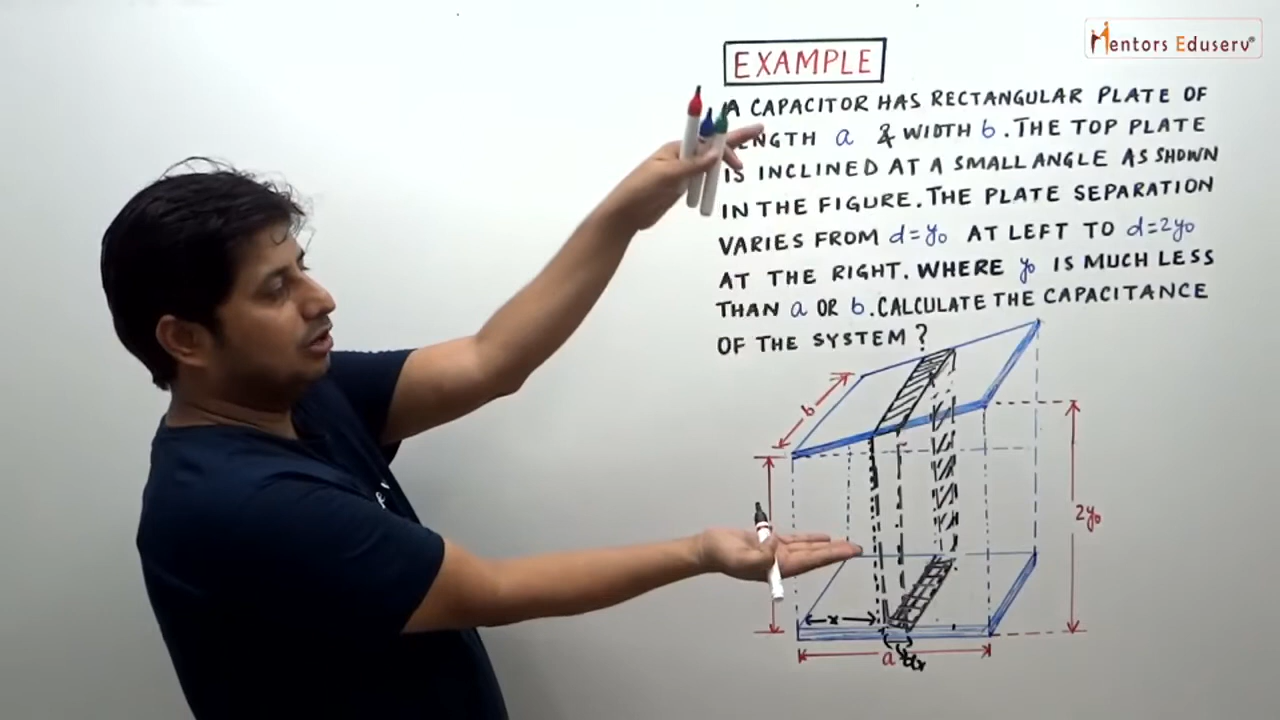 Mentors Eduserv®
EXAMPLE
A CAPACITOR HAS RECTANGULAR PLATE OF
LENGTH a & WIDTH b. THE TOP PLATE
IS INCLINED AT A SMALL ANGLE AS SHOWN
IN THE FIGURE. THE PLATE SEPARATION
VARIES FROM d=y₀ AT LEFT TO d=2y₀
AT THE RIGHT. WHERE y₀ IS MUCH LESS
THAN a OR b. CALCULATE THE CAPACITANCE
OF THE SYSTEM ?
b
2y₀
x
a
dx